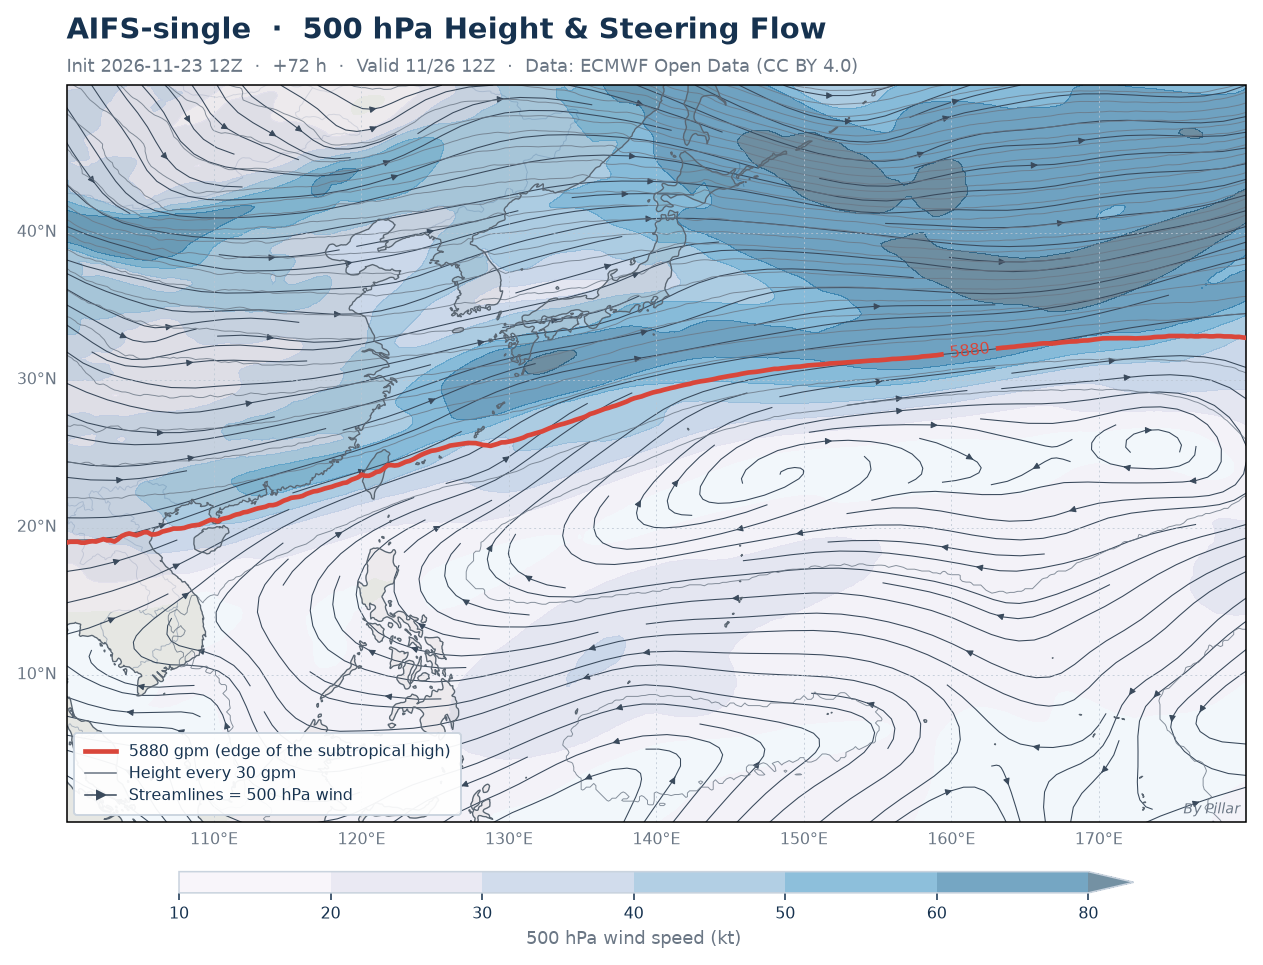 AIFS-single · 500 hPa Height & Steering Flow
Init 2026-11-23 12Z · +72 h · Valid 11/26 12Z · Data: ECMWF Open Data (CC BY 4.0)
40°N
30°N
20°N
10°N
5880
5880 gpm (edge of the subtropical high)
Height every 30 gpm
Streamlines = 500 hPa wind
By Pillar
110°E 120°E 130°E 140°E 150°E 160°E 170°E
10 20 30 40 50 60 80
500 hPa wind speed (kt)